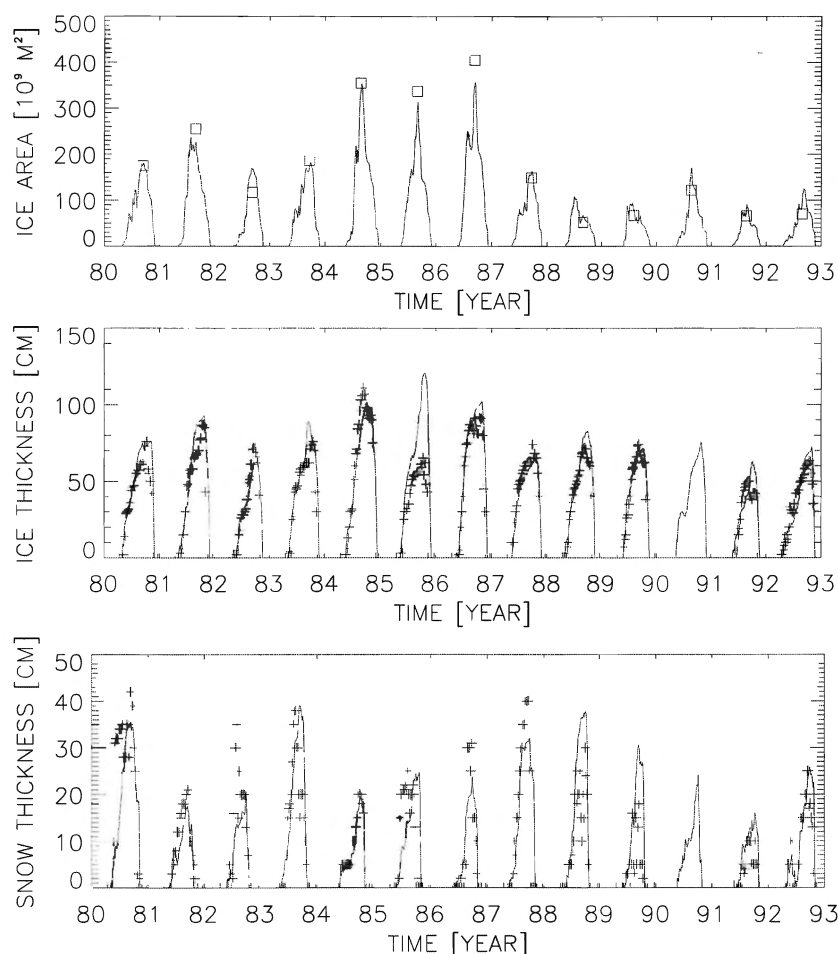 ICE AREA [10⁹ M²]
500
400
300
200
100
0
80 81 82 83 84 85 86 87 88 89 90 91 92 93
TIME [YEAR]
ICE THICKNESS [CM]
150
100
50
0
80 81 82 83 84 85 86 87 88 89 90 91 92 93
TIME [YEAR]
SNOW THICKNESS [CM]
50
40
30
20
10
0
80 81 82 83 84 85 86 87 88 89 90 91 92 93
TIME [YEAR]